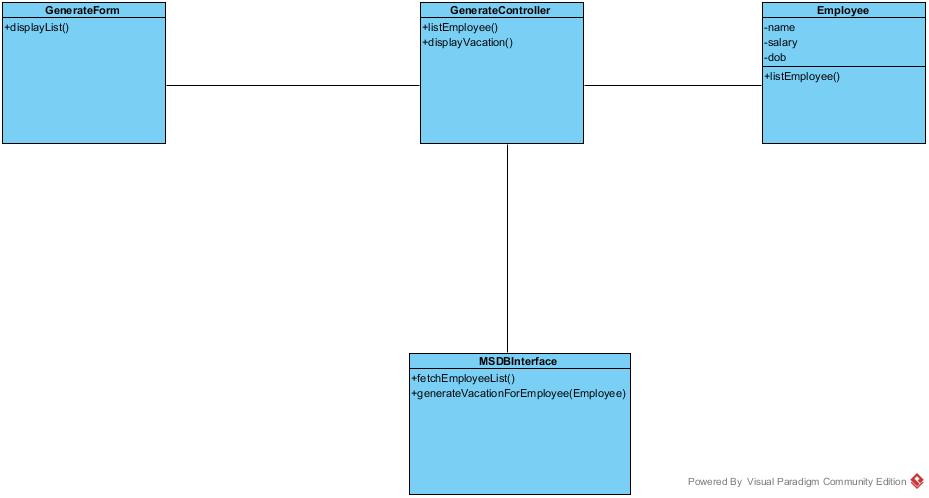 GenerateForm
+displayList()
GenerateController
+listEmployee()
+displayVacation()
Employee
-name
-salary
-dob
+listEmployee()
MSDBInterface
+fetchEmployeeList()
+generateVacationForEmployee(Employee)
Powered By Visual Paradigm Community Edition